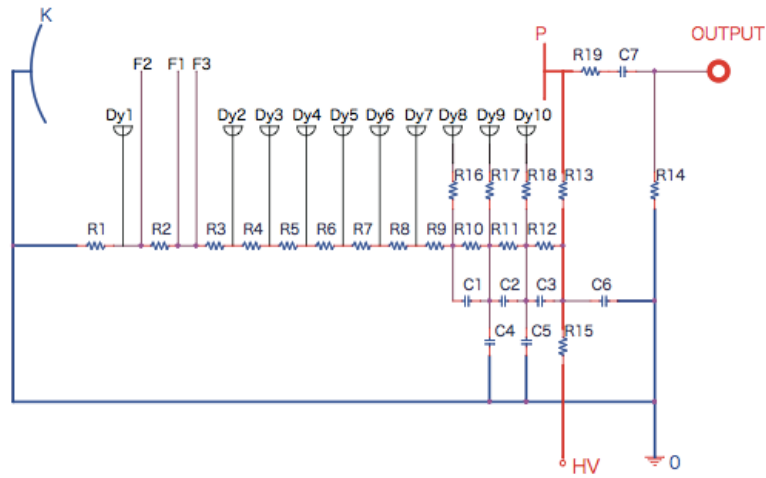 K
P
OUTPUT
R19 C7
F2 F1 F3
Dy1 Dy2 Dy3 Dy4 Dy5 Dy6 Dy7 Dy8 Dy9 Dy10
R16 R17 R18 R13 R14
R1 R2 R3 R4 R5 R6 R7 R8 R9 R10 R11 R12
C1 C2 C3 C6
C4 C5 R15
HV 0